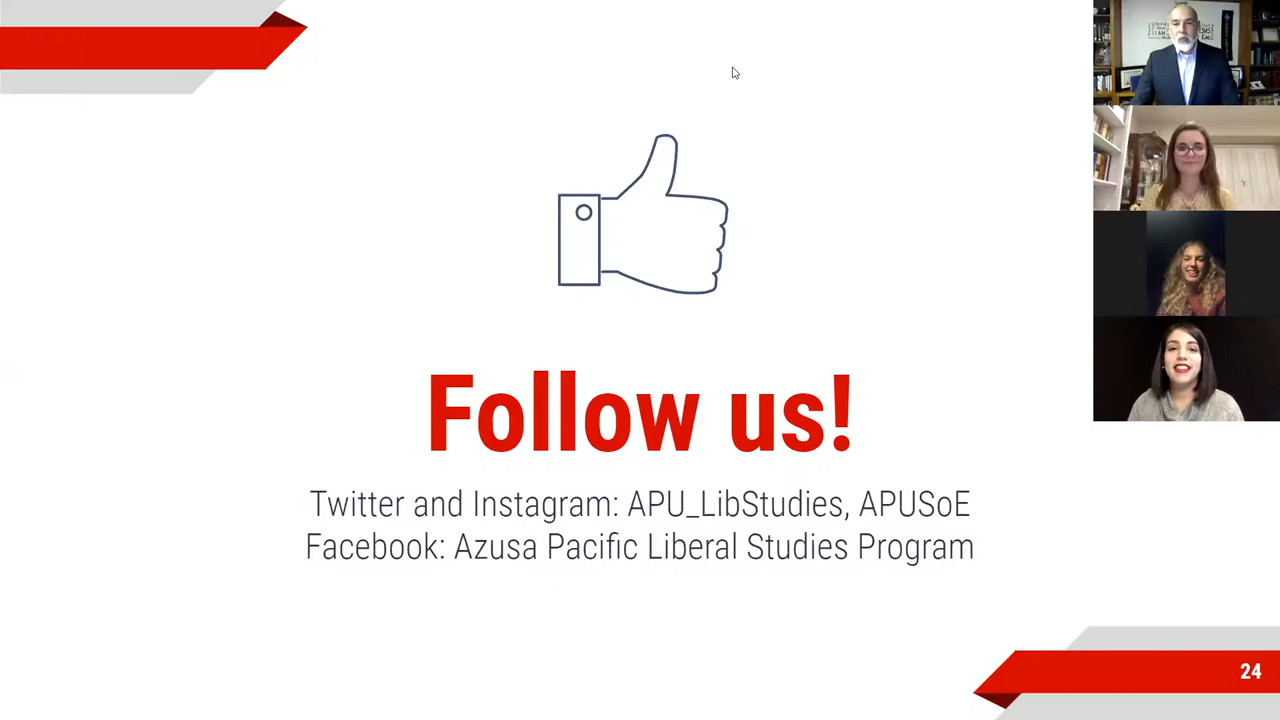 Follow us!
Twitter and Instagram: APU_LibStudies, APUSoE
Facebook: Azusa Pacific Liberal Studies Program
24